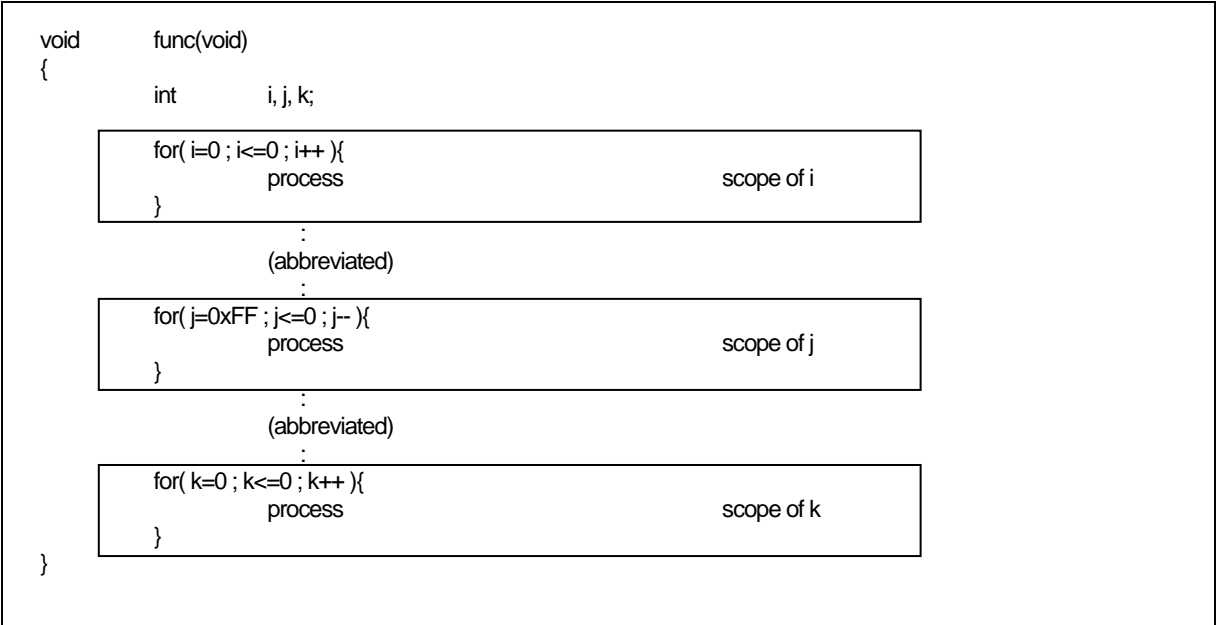 void func(void)
{
int i, j, k;
for( i=0 ; i<=0 ; i++ ){
process scope of i
}
:
(abbreviated)
:
for( j=0xFF ; j<=0 ; j-- ){
process scope of j
}
:
(abbreviated)
:
for( k=0 ; k<=0 ; k++ ){
process scope of k
}
}